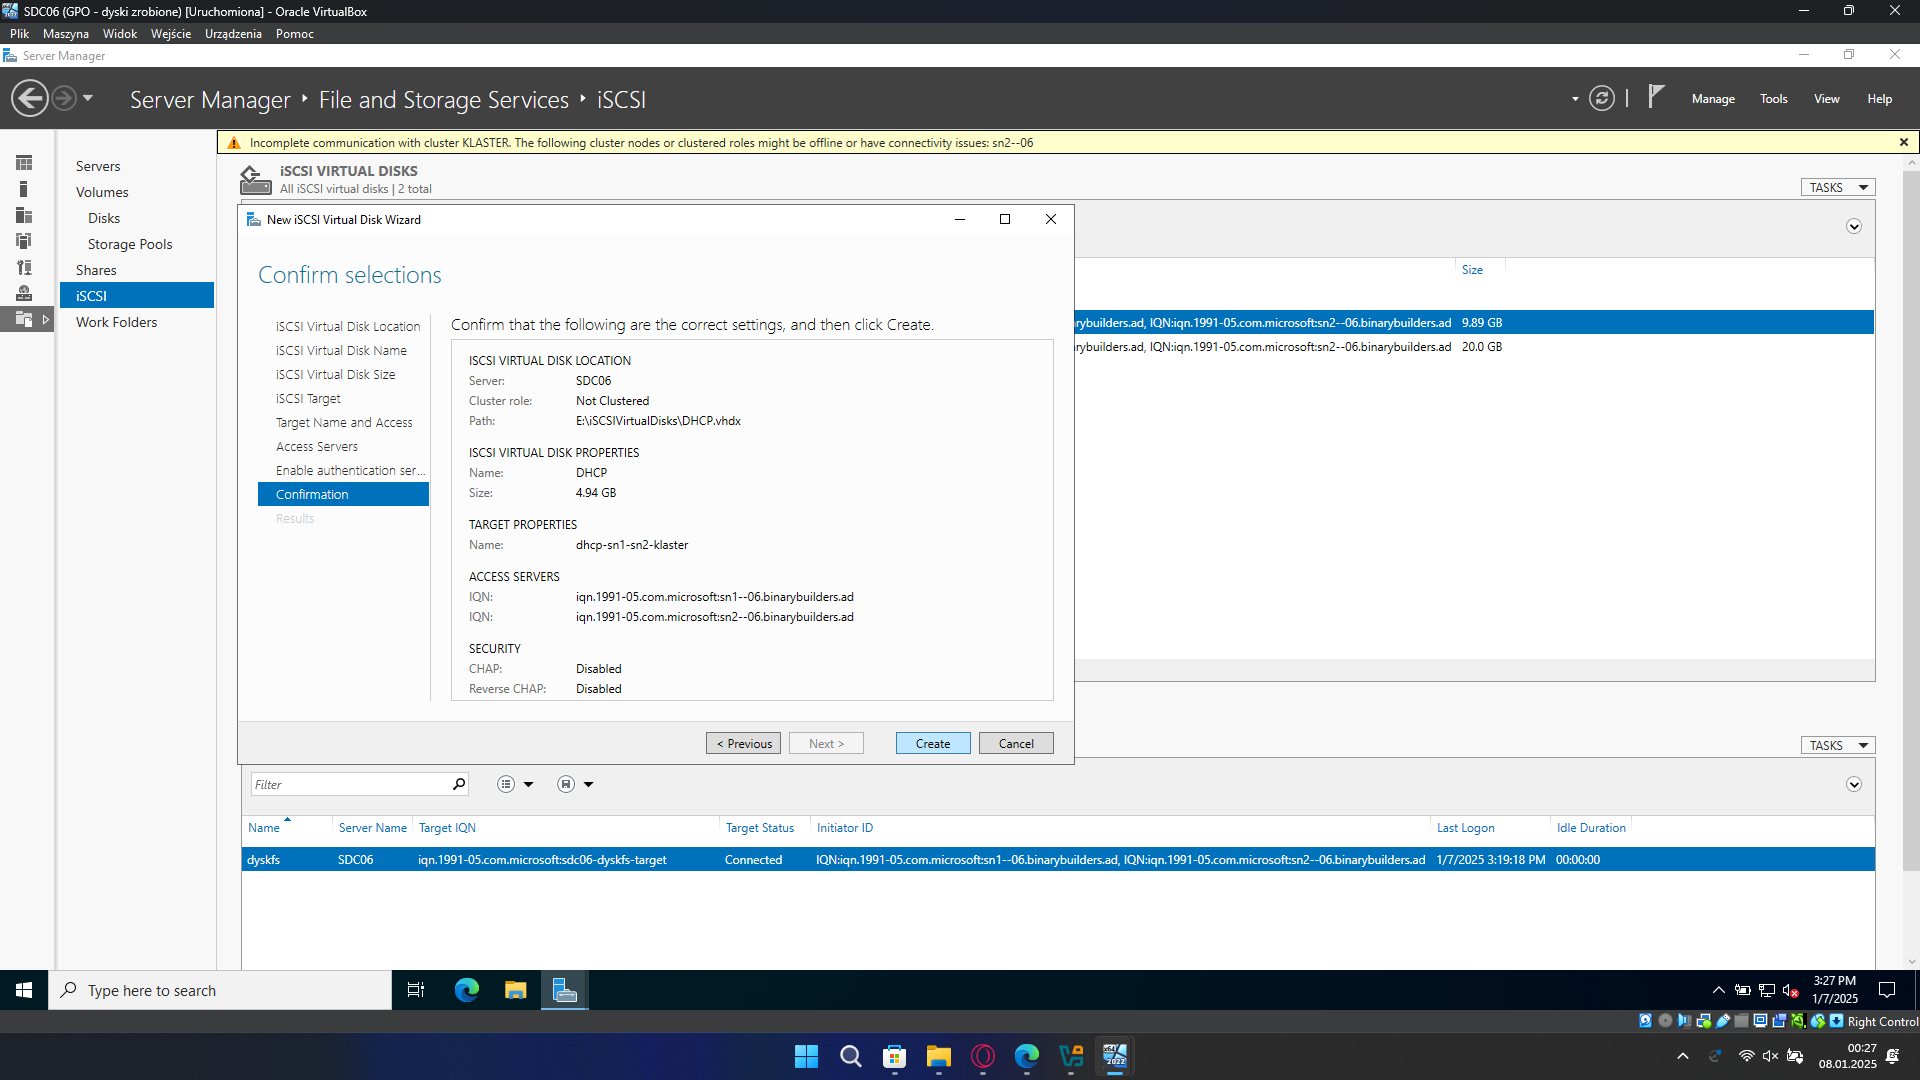 SDC06 (GPO - dyski zrobione) [Uruchomiona] - Oracle VirtualBox
Plik Maszyna Widok Wejście Urządzenia Pomoc
Server Manager
Server Manager File and Storage Services iSCSI
Manage Tools View Help
Incomplete communication with cluster KLASTER. The following cluster nodes or clustered roles might be offline or have connectivity issues: sn2--06
Servers
Volumes
Disks
Storage Pools
Shares
iSCSI
Work Folders
iSCSI VIRTUAL DISKS
All iSCSI virtual disks | 2 total
TASKS
Size
rybuilders.ad, IQN:iqn.1991-05.com.microsoft:sn2--06.binarybuilders.ad 9.89 GB
rybuilders.ad, IQN:iqn.1991-05.com.microsoft:sn2--06.binarybuilders.ad 20.0 GB
New iSCSI Virtual Disk Wizard
Confirm selections
iSCSI Virtual Disk Location
iSCSI Virtual Disk Name
iSCSI Virtual Disk Size
iSCSI Target
Target Name and Access
Access Servers
Enable authentication ser...
Confirmation
Results
Confirm that the following are the correct settings, and then click Create.
ISCSI VIRTUAL DISK LOCATION
Server: SDC06
Cluster role: Not Clustered
Path: E:\iSCSIVirtualDisks\DHCP.vhdx
ISCSI VIRTUAL DISK PROPERTIES
Name: DHCP
Size: 4.94 GB
TARGET PROPERTIES
Name: dhcp-sn1-sn2-klaster
ACCESS SERVERS
IQN: iqn.1991-05.com.microsoft:sn1--06.binarybuilders.ad
IQN: iqn.1991-05.com.microsoft:sn2--06.binarybuilders.ad
SECURITY
CHAP: Disabled
Reverse CHAP: Disabled
< Previous Next > Create Cancel
TASKS
Filter
Name Server Name Target IQN Target Status Initiator ID Last Logon Idle Duration
dyskfs SDC06 iqn.1991-05.com.microsoft:sdc06-dyskfs-target Connected IQN:iqn.1991-05.com.microsoft:sn1--06.binarybuilders.ad, IQN:iqn.1991-05.com.microsoft:sn2--06.binarybuilders.ad 1/7/2025 3:19:18 PM 00:00:00
Type here to search
3:27 PM
1/7/2025
Right Control
00:27
08.01.2025